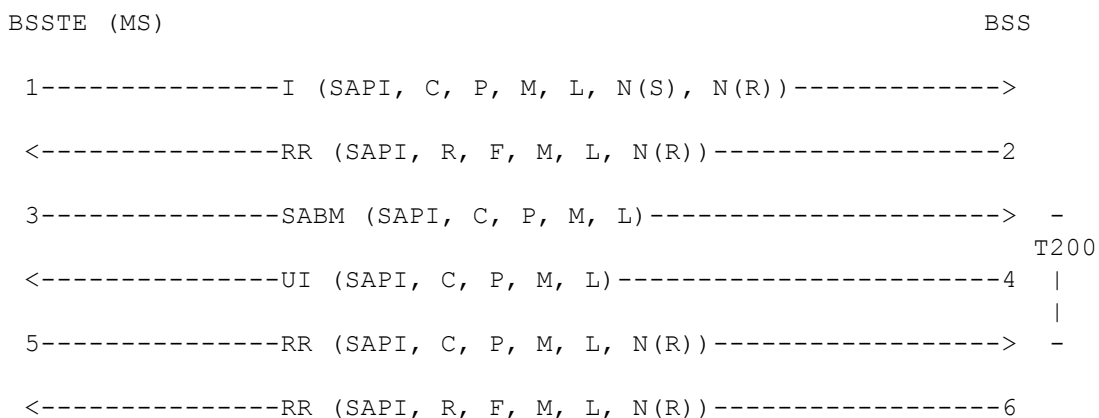 BSSTE (MS) BSS
1---------------I (SAPI, C, P, M, L, N(S), N(R))------------->
<---------------RR (SAPI, R, F, M, L, N(R))------------------2
3---------------SABM (SAPI, C, P, M, L)----------------------> -
T200
<---------------UI (SAPI, C, P, M, L)------------------------4 |
|
5---------------RR (SAPI, C, P, M, L, N(R))------------------> -
<---------------RR (SAPI, R, F, M, L, N(R))------------------6